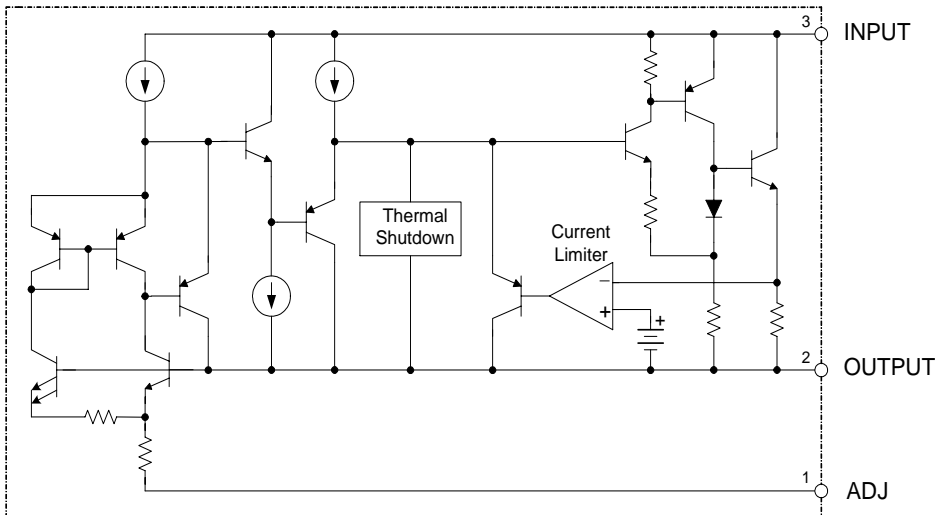 3
INPUT
Thermal
Shutdown
Current
Limiter
−
+
+
2
OUTPUT
1
ADJ